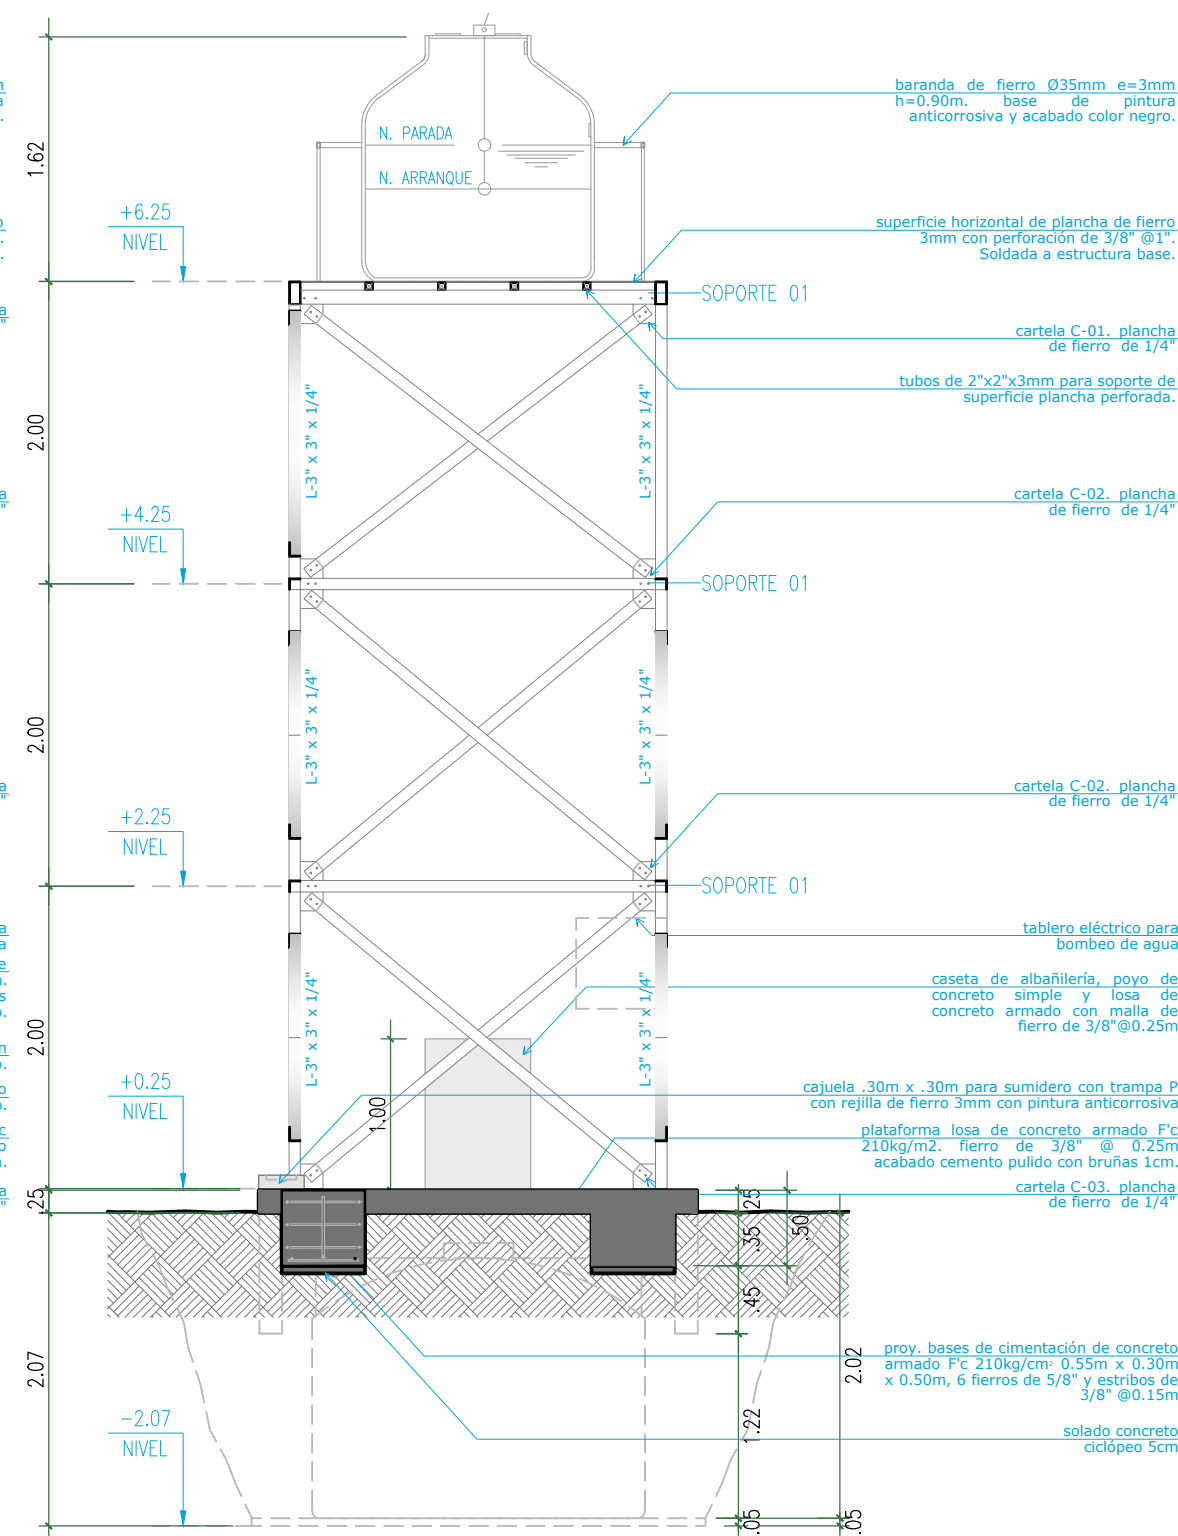 baranda de fierro Ø35mm e=3mm
h=0.90m. base de pintura
anticorrosiva y acabado color negro.
N. PARADA
N. ARRANQUE
1.62
+6.25
NIVEL
superficie horizontal de plancha de fierro
3mm con perforación de 3/8" @1".
Soldada a estructura base.
SOPORTE 01
cartela C-01. plancha
de fierro de 1/4"
tubos de 2"x2"x3mm para soporte de
superficie plancha perforada.
2.00
L-3" x 3" x 1/4"
L-3" x 3" x 1/4"
cartela C-02. plancha
de fierro de 1/4"
+4.25
NIVEL
SOPORTE 01
2.00
L-3" x 3" x 1/4"
L-3" x 3" x 1/4"
cartela C-02. plancha
de fierro de 1/4"
+2.25
NIVEL
SOPORTE 01
tablero eléctrico para
bombeo de agua
caseta de albañilería, poyo de
concreto simple y losa de
concreto armado con malla de
fierro de 3/8"@0.25m
2.00
L-3" x 3" x 1/4"
L-3" x 3" x 1/4"
+0.25
NIVEL
1.00
cajuela .30m x .30m para sumidero con trampa P
con rejilla de fierro 3mm con pintura anticorrosiva
plataforma losa de concreto armado F'c
210kg/m2. fierro de 3/8" @ 0.25m
acabado cemento pulido con bruñas 1cm.
cartela C-03. plancha
de fierro de 1/4"
.25
.25
.35
.50
.45
proy. bases de cimentación de concreto
armado F'c 210kg/cm² 0.55m x 0.30m
x 0.50m, 6 fierros de 5/8" y estribos de
3/8" @0.15m
2.07
2.02
1.22
-2.07
NIVEL
solado concreto
ciclópeo 5cm
.05
.05